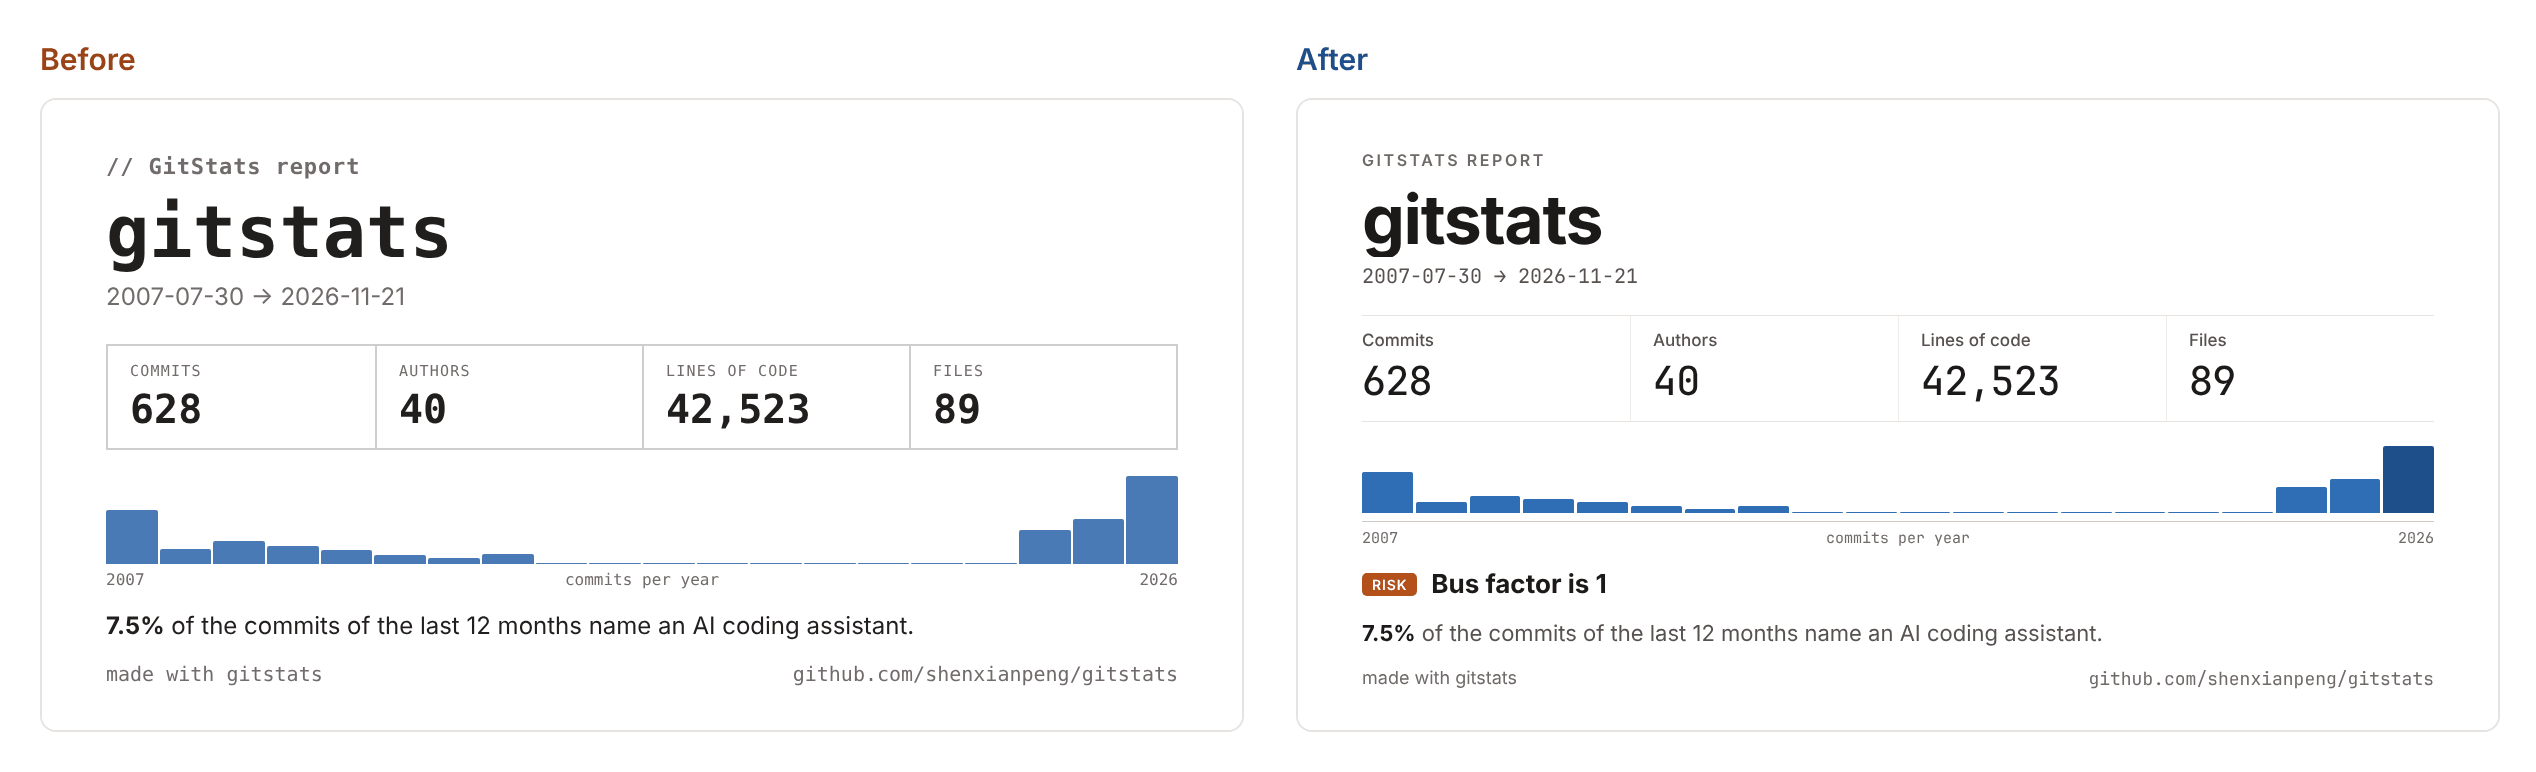 Before
// GitStats report
gitstats
2007-07-30 → 2026-11-21
COMMITS AUTHORS LINES OF CODE FILES
628 40 42,523 89
2007 commits per year 2026
7.5% of the commits of the last 12 months name an AI coding assistant.
made with gitstats github.com/shenxianpeng/gitstats
After
GITSTATS REPORT
gitstats
2007-07-30 → 2026-11-21
Commits Authors Lines of code Files
628 40 42,523 89
2007 commits per year 2026
RISK Bus factor is 1
7.5% of the commits of the last 12 months name an AI coding assistant.
made with gitstats github.com/shenxianpeng/gitstats